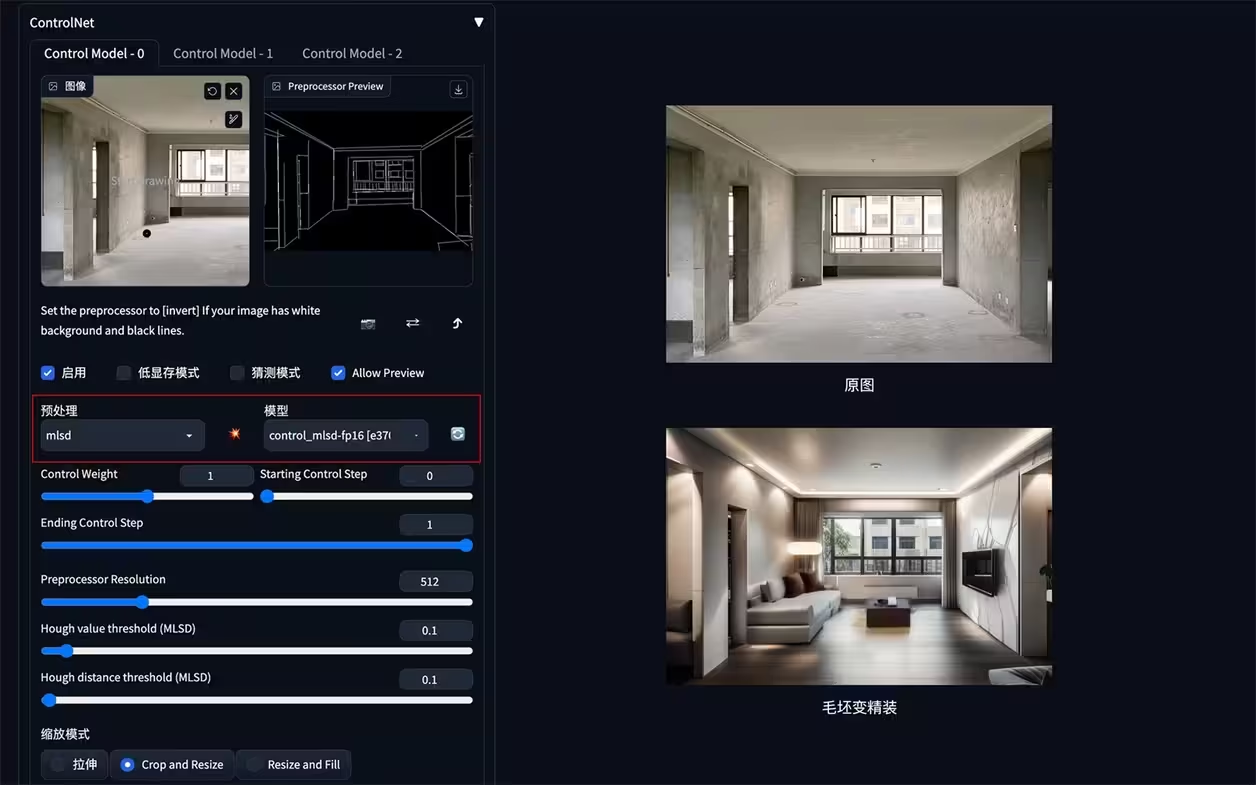 ControlNet
Control Model - 0
Control Model - 1
Control Model - 2
图像
Preprocessor Preview
Set the preprocessor to [invert] If your image has white
background and black lines.
启用
低显存模式
猜测模式
Allow Preview
预处理
模型
mlsd
control_mlsd-fp16 [e37
Control Weight
1
Starting Control Step
0
Ending Control Step
1
Preprocessor Resolution
512
Hough value threshold (MLSD)
0.1
Hough distance threshold (MLSD)
0.1
缩放模式
拉伸
Crop and Resize
Resize and Fill
原图
毛坯变精装